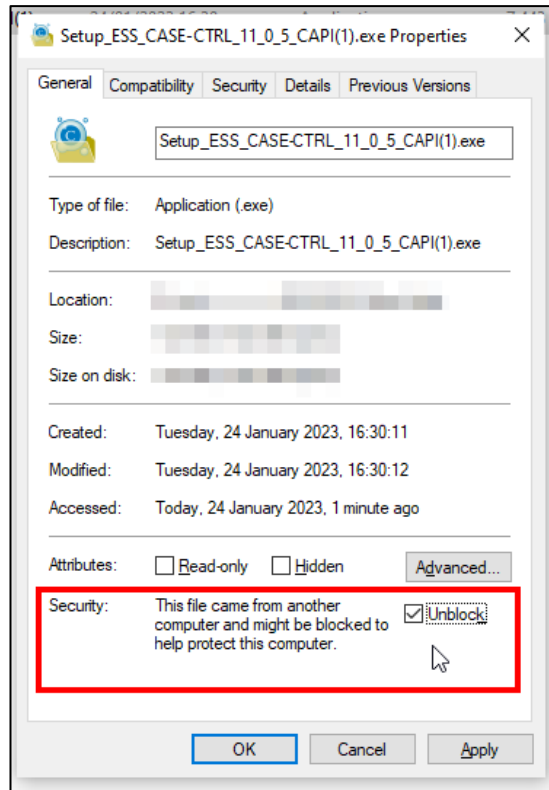 Setup_ESS_CASE-CTRL_11_0_5_CAPI(1).exe Properties
General Compatibility Security Details Previous Versions
Setup_ESS_CASE-CTRL_11_0_5_CAPI(1).exe
Type of file: Application (.exe)
Description: Setup_ESS_CASE-CTRL_11_0_5_CAPI(1).exe
Location:
Size:
Size on disk:
Created: Tuesday, 24 January 2023, 16:30:11
Modified: Tuesday, 24 January 2023, 16:30:12
Accessed: Today, 24 January 2023, 1 minute ago
Attributes: Read-only Hidden Advanced...
Security: This file came from another
computer and might be blocked to
help protect this computer.
Unblock
OK Cancel Apply